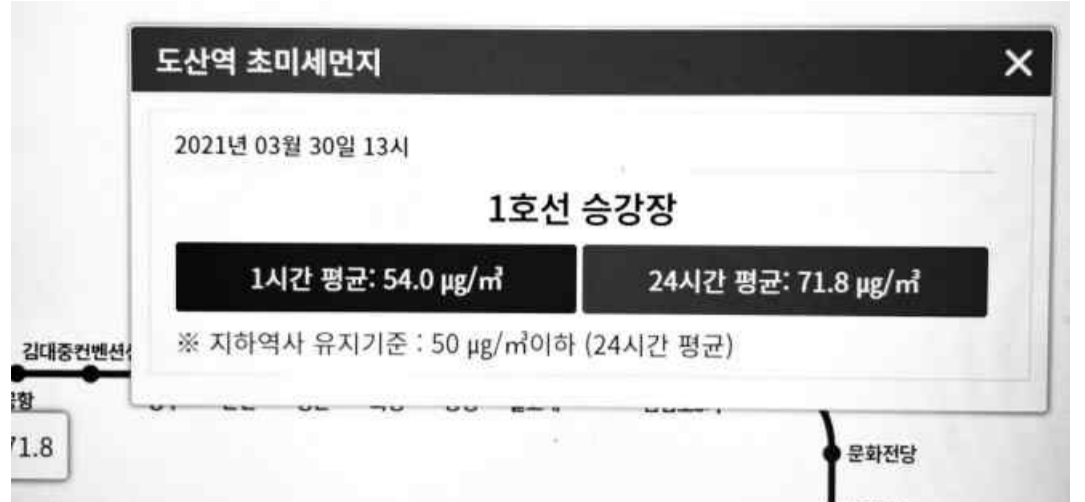 도산역 초미세먼지
2021년 03월 30일 13시
1호선 승강장
1시간 평균: 54.0 µg/㎥
24시간 평균: 71.8 µg/㎥
※ 지하역사 유지기준 : 50 µg/㎥이하 (24시간 평균)
김대중컨벤션
71.8
문화전당